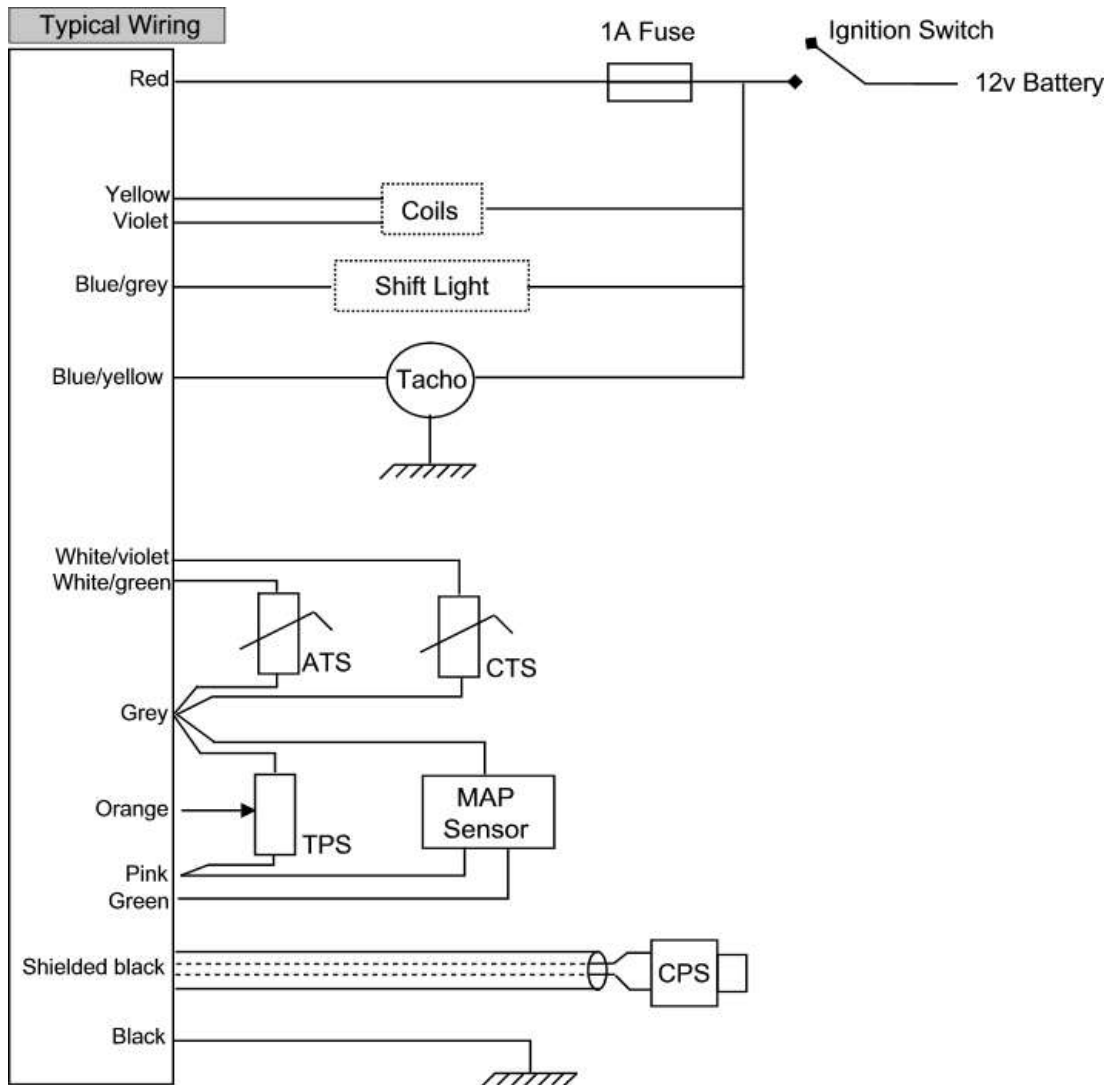 Typical Wiring
1A Fuse
Ignition Switch
Red
12v Battery
Yellow
Violet
Coils
Blue/grey
Shift Light
Blue/yellow
Tacho
White/violet
White/green
ATS
CTS
Grey
Orange
TPS
MAP
Sensor
Pink
Green
Shielded black
CPS
Black